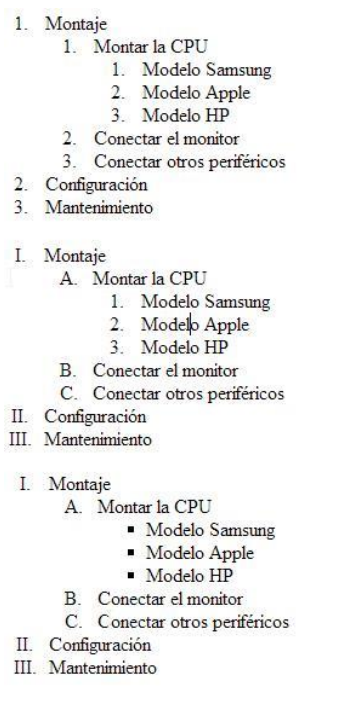 1. Montaje
1. Montar la CPU
1. Modelo Samsung
2. Modelo Apple
3. Modelo HP
2. Conectar el monitor
3. Conectar otros periféricos
2. Configuración
3. Mantenimiento
I. Montaje
A. Montar la CPU
1. Modelo Samsung
2. Modelo Apple
3. Modelo HP
B. Conectar el monitor
C. Conectar otros periféricos
II. Configuración
III. Mantenimiento
I. Montaje
A. Montar la CPU
▪ Modelo Samsung
▪ Modelo Apple
▪ Modelo HP
B. Conectar el monitor
C. Conectar otros periféricos
II. Configuración
III. Mantenimiento